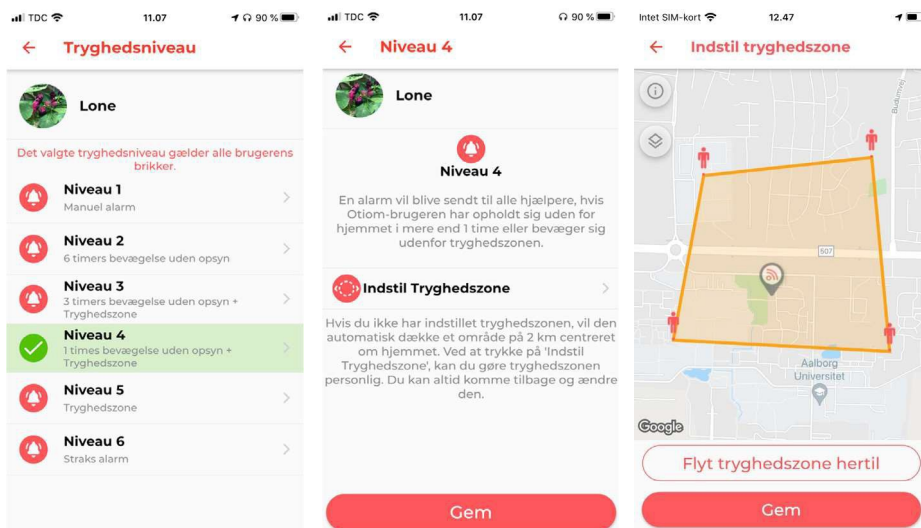 TDC 11.07 90 %
Tryghedsniveau
Lone
Det valgte tryghedsniveau gælder alle brugerens
brikker.
Niveau 1
Manuel alarm
Niveau 2
6 timers bevægelse uden opsyn
Niveau 3
3 timers bevægelse uden opsyn +
Tryghedszone
Niveau 4
1 times bevægelse uden opsyn +
Tryghedszone
Niveau 5
Tryghedszone
Niveau 6
Straks alarm
TDC 11.07 90 %
Niveau 4
Lone
Niveau 4
En alarm vil blive sendt til alle hjælpere, hvis
Otiom-brugeren har opholdt sig uden for
hjemmet i mere end 1 time eller bevæger sig
udenfor tryghedszonen.
Indstil Tryghedszone
Hvis du ikke har indstillet tryghedszonen, vil den
automatisk dække et område på 2 km centreret
om hjemmet. Ved at trykke på 'Indstil
Tryghedszone', kan du gøre tryghedszonen
personlig. Du kan altid komme tilbage og ændre
den.
Gem
Intet SIM-kort 12.47
Indstil tryghedszone
Budumvej
507
Aalborg
Universitet
Google
Flyt tryghedszone hertil
Gem